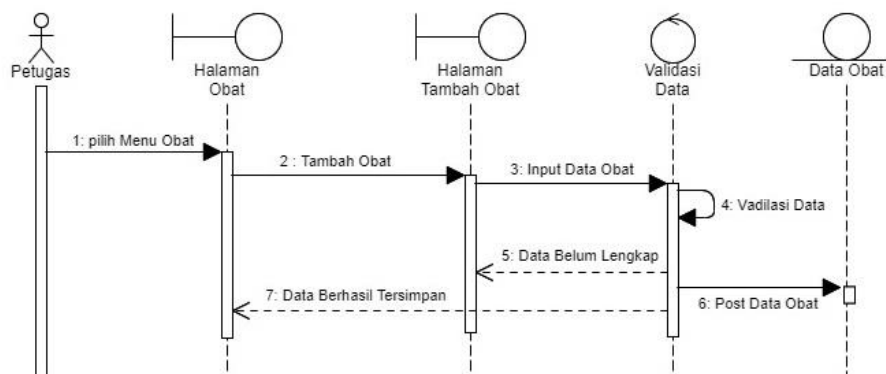 Petugas
Halaman
Obat
Halaman
Tambah Obat
Validasi
Data
Data Obat
1: pilih Menu Obat
2 : Tambah Obat
3: Input Data Obat
4: Vadilasi Data
5: Data Belum Lengkap
7: Data Berhasil Tersimpan
6: Post Data Obat